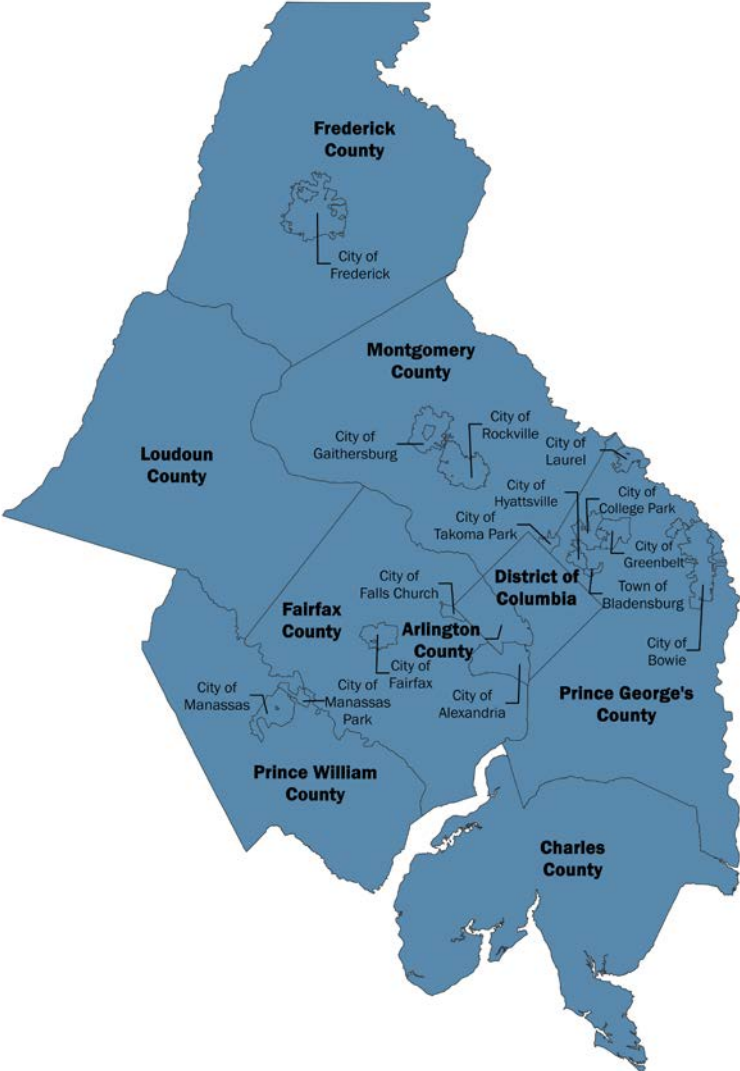 Frederick
County
City of
Frederick
Montgomery
County
City of
Rockville
City of
Gaithersburg
City of
Laurel
Loudoun
County
City of
Hyattsville
City of
College Park
City of
Takoma Park
City of
Greenbelt
District of
Columbia
Town of
Bladensburg
City of
Falls Church
Fairfax
County
Arlington
County
City of
Bowie
City of
Fairfax
City of
Manassas
City of
Manassas
Park
City of
Alexandria
Prince George's
County
Prince William
County
Charles
County